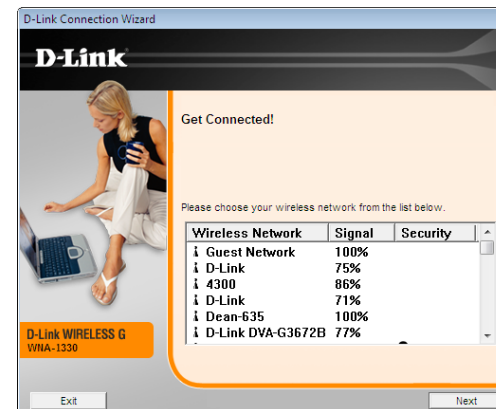 D-Link Connection Wizard
D-Link
Get Connected!
Please choose your wireless network from the list below.
Wireless Network Signal Security
Guest Network 100%
D-Link 75%
4300 86%
D-Link 71%
Dean-635 100%
D-Link DVA-G3672B 77%
D-Link WIRELESS G
WNA-1330
Exit Next